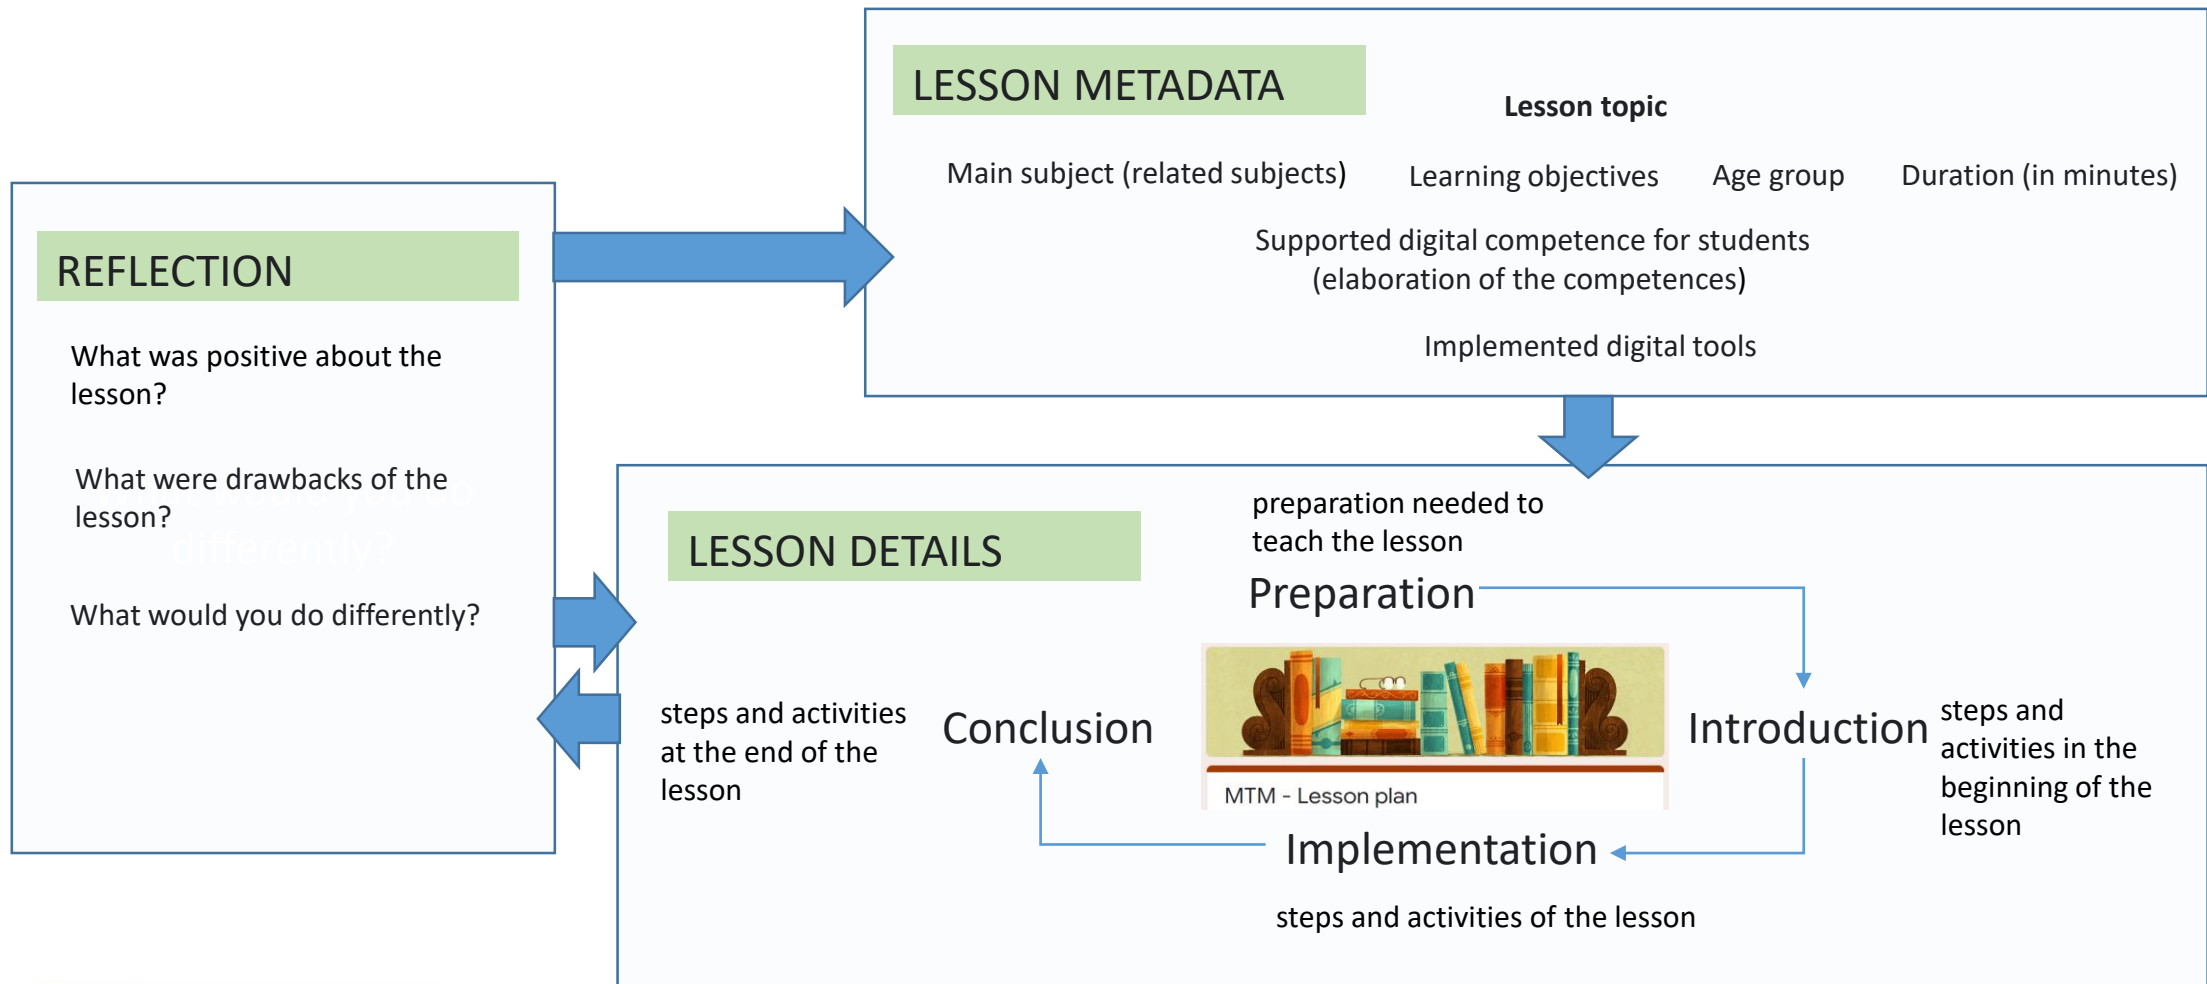 LESSON METADATA
Lesson topic
Main subject (related subjects)
Learning objectives
Age group
Duration (in minutes)
Supported digital competence for students
(elaboration of the competences)
Implemented digital tools
REFLECTION
What was positive about the
lesson?
What were drawbacks of the
lesson?
What would you do differently?
LESSON DETAILS
preparation needed to
teach the lesson
Preparation
Introduction
steps and
activities in the
beginning of the
lesson
MTM - Lesson plan
Implementation
steps and activities of the lesson
Conclusion
steps and activities
at the end of the
lesson